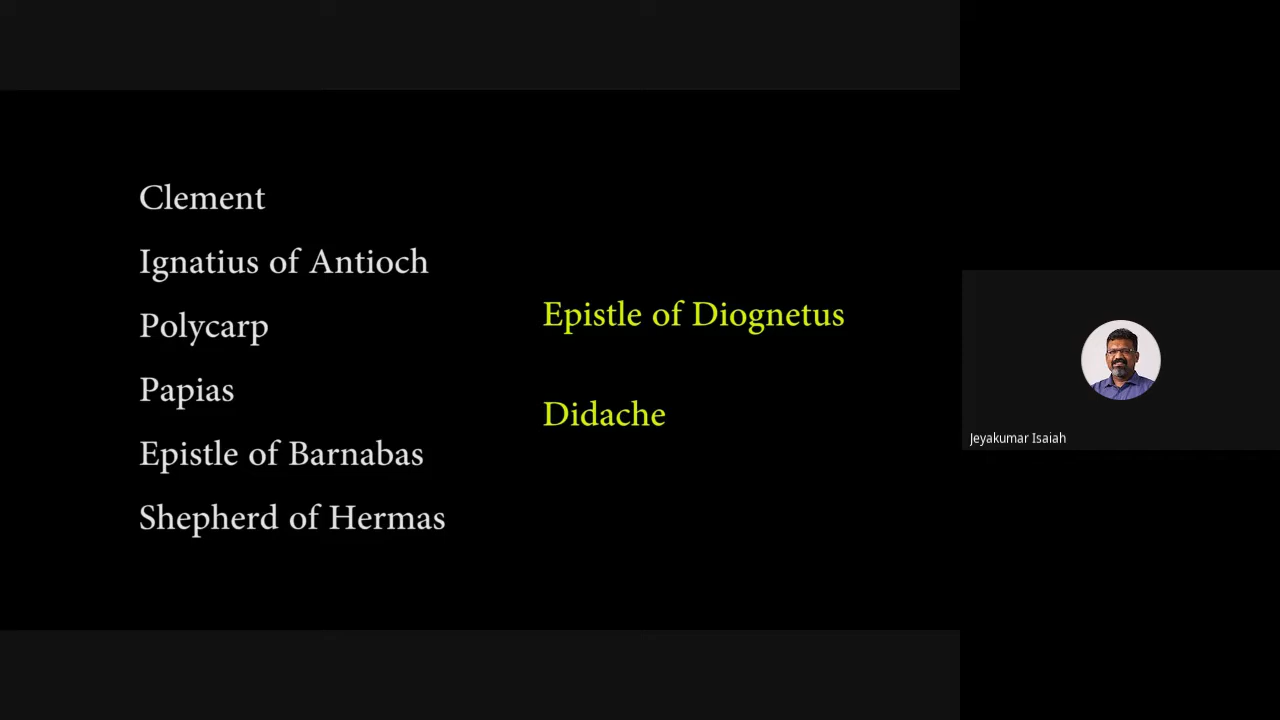 Clement
Ignatius of Antioch
Polycarp
Papias
Epistle of Barnabas
Shepherd of Hermas
Epistle of Diognetus
Didache
Jeyakumar Isaiah